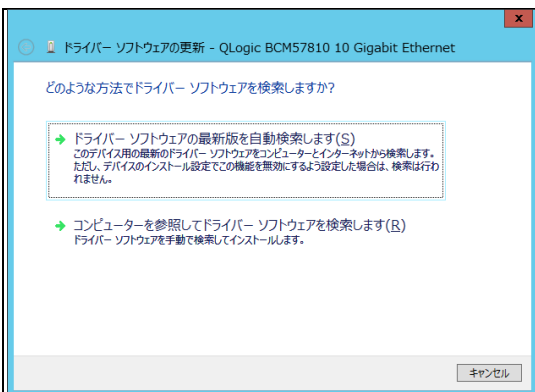 x
ドライバー ソフトウェアの更新 - QLogic BCM57810 10 Gigabit Ethernet
どのような方法でドライバー ソフトウェアを検索しますか?
ドライバー ソフトウェアの最新版を自動検索します(S)
このデバイス用の最新のドライバー ソフトウェアをコンピューターとインターネットから検索します。
ただし、デバイスのインストール設定でこの機能を無効にするよう設定した場合は、検索は行わ
れません。
コンピューターを参照してドライバー ソフトウェアを検索します(R)
ドライバー ソフトウェアを手動で検索してインストールします。
キャンセル